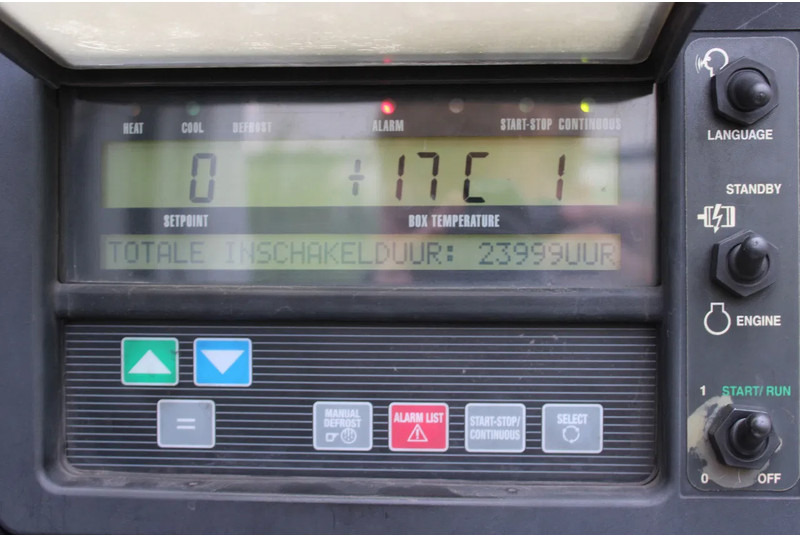 HEAT COOL DEFROST ALARM START-STOP CONTINUOUS
0 +17C 1
SETPOINT BOX TEMPERATURE
TOTALE INSCHAKELDUUR: 23999UUR
=
MANUAL
DEFROST
ALARM LIST
START-STOP/
CONTINUOUS
SELECT
LANGUAGE
STANDBY
ENGINE
1 START/RUN
0 OFF